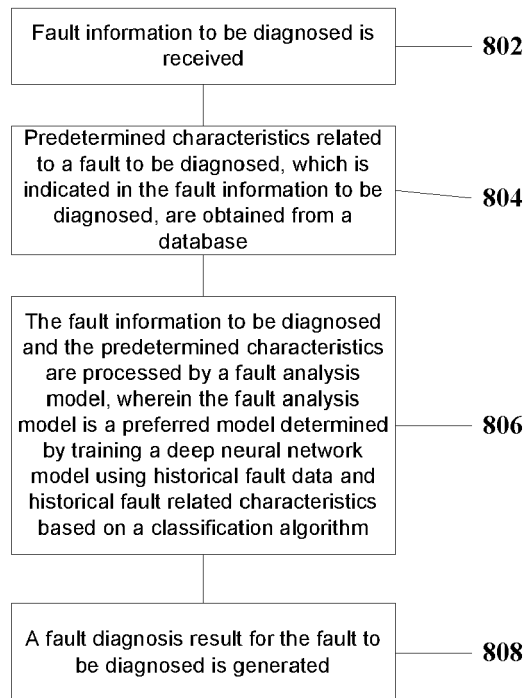 Fault information to be diagnosed is
received
802
Predetermined characteristics related
to a fault to be diagnosed, which is
indicated in the fault information to be
diagnosed, are obtained from a
database
804
The fault information to be diagnosed
and the predetermined characteristics
are processed by a fault analysis
model, wherein the fault analysis
model is a preferred model determined
by training a deep neural network
model using historical fault data and
historical fault related characteristics
based on a classification algorithm
806
A fault diagnosis result for the fault to
be diagnosed is generated
808